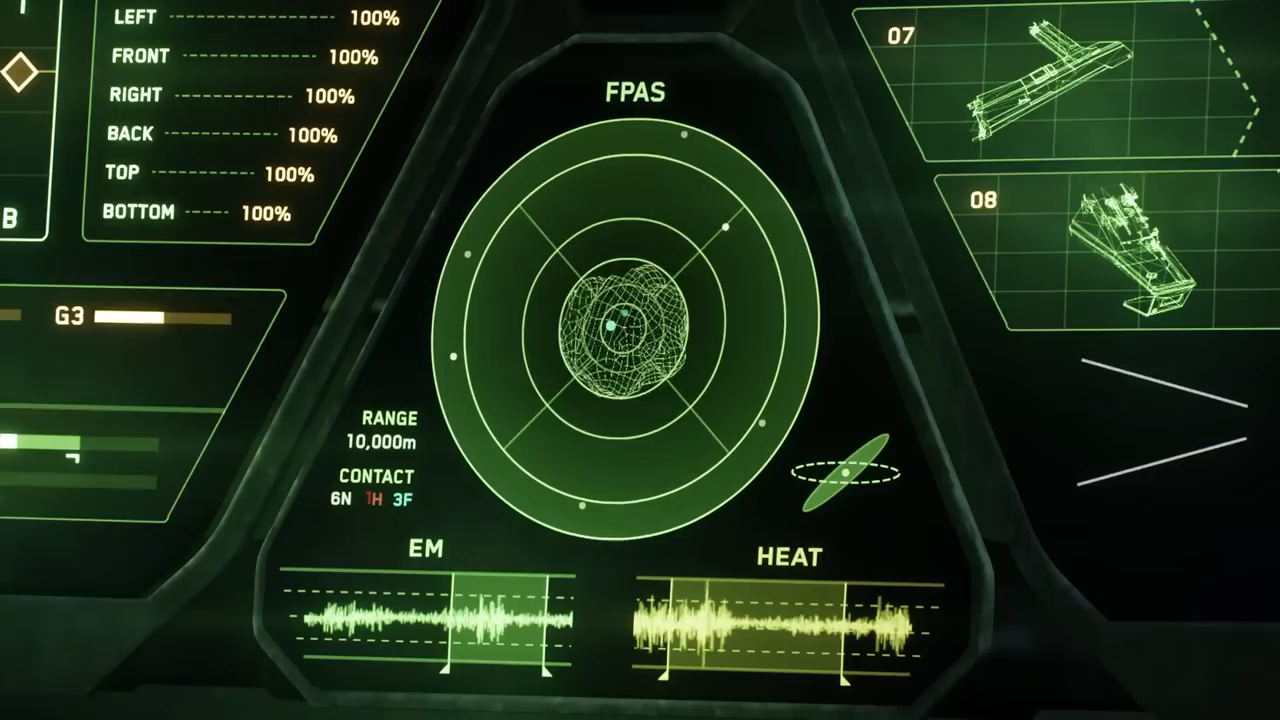 LEFT 100%
FRONT 100%
RIGHT 100%
BACK 100%
TOP 100%
BOTTOM 100%
B
G3
FPAS
RANGE
10,000m
CONTACT
6N 1H 3F
EM
HEAT
07
08